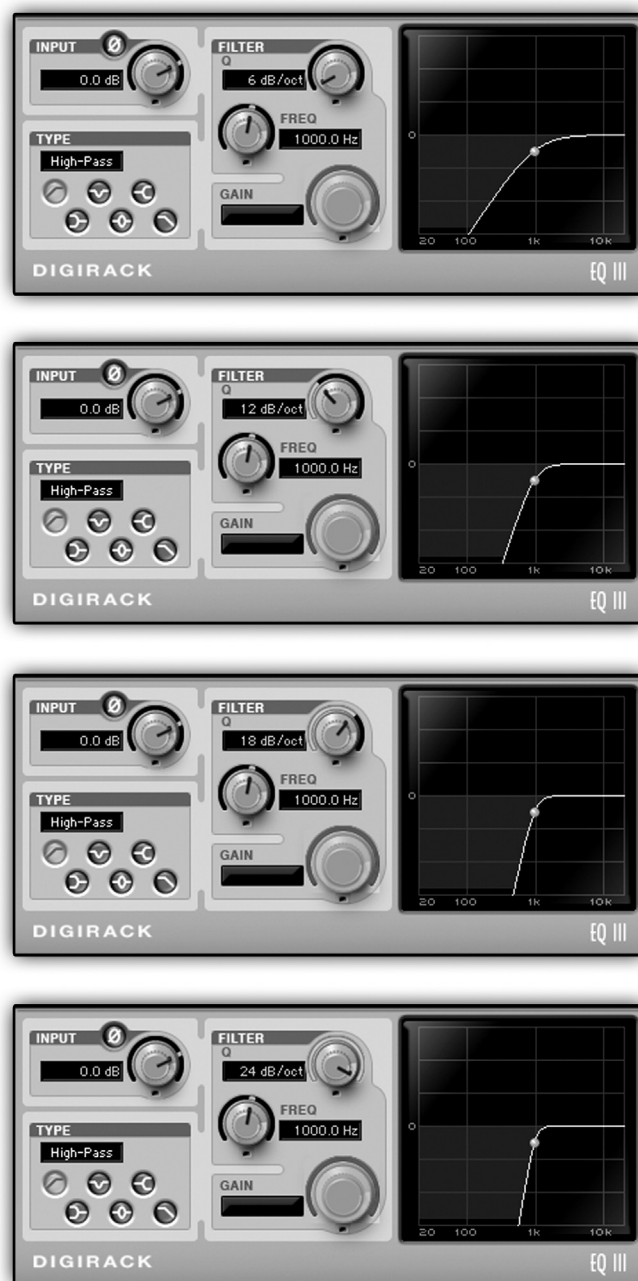 INPUT Ø FILTER
Q
0.0 dB 6 dB/oct
FREQ
1000.0 Hz
TYPE
High-Pass
GAIN
0
20 100 1k 10k
DIGIRACK EQ III
INPUT Ø FILTER
Q
0.0 dB 12 dB/oct
FREQ
1000.0 Hz
TYPE
High-Pass
GAIN
0
20 100 1k 10k
DIGIRACK EQ III
INPUT Ø FILTER
Q
0.0 dB 18 dB/oct
FREQ
1000.0 Hz
TYPE
High-Pass
GAIN
0
20 100 1k 10k
DIGIRACK EQ III
INPUT Ø FILTER
Q
0.0 dB 24 dB/oct
FREQ
1000.0 Hz
TYPE
High-Pass
GAIN
0
20 100 1k 10k
DIGIRACK EQ III